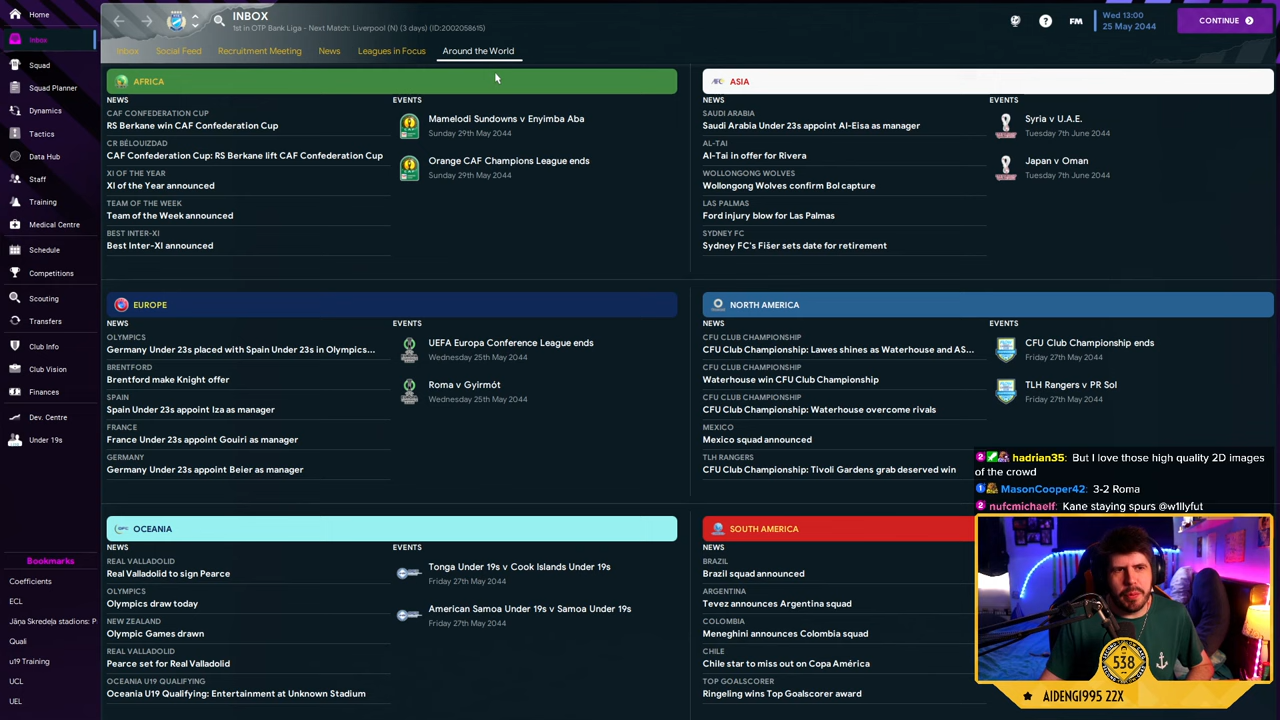 Home
Inbox
Squad
Squad Planner
Dynamics
Tactics
Data Hub
Staff
Training
Medical Centre
Schedule
Competitions
Scouting
Transfers
Club Info
Club Vision
Finances
Dev. Centre
Under 19s
Bookmarks
Coefficients
ECL
Jāņa Skredeļa stadions: P
Quali
u19 Training
UCL
UEL
INBOX
1st in OTP Bank Liga - Next Match: Liverpool (N) (3 days) (ID:2002058615)
FM
Wed 13:00
25 May 2044
CONTINUE
Inbox
Social Feed
Recruitment Meeting
News
Leagues in Focus
Around the World
AFRICA
NEWS
CAF CONFEDERATION CUP
RS Berkane win CAF Confederation Cup
CR BÉLOUIZDAD
CAF Confederation Cup: RS Berkane lift CAF Confederation Cup
XI OF THE YEAR
XI of the Year announced
TEAM OF THE WEEK
Team of the Week announced
BEST INTER-XI
Best Inter-XI announced
EVENTS
Mamelodi Sundowns v Enyimba Aba
Sunday 29th May 2044
Orange CAF Champions League ends
Sunday 29th May 2044
ASIA
NEWS
SAUDI ARABIA
Saudi Arabia Under 23s appoint Al-Eisa as manager
AL-TAI
Al-Tai in offer for Rivera
WOLLONGONG WOLVES
Wollongong Wolves confirm Bol capture
LAS PALMAS
Ford injury blow for Las Palmas
SYDNEY FC
Sydney FC's Fišer sets date for retirement
EVENTS
Syria v U.A.E.
Tuesday 7th June 2044
Japan v Oman
Tuesday 7th June 2044
EUROPE
NEWS
OLYMPICS
Germany Under 23s placed with Spain Under 23s in Olympics...
BRENTFORD
Brentford make Knight offer
SPAIN
Spain Under 23s appoint Iza as manager
FRANCE
France Under 23s appoint Gouiri as manager
GERMANY
Germany Under 23s appoint Beier as manager
EVENTS
UEFA Europa Conference League ends
Wednesday 25th May 2044
Roma v Gyirmót
Wednesday 25th May 2044
NORTH AMERICA
NEWS
CFU CLUB CHAMPIONSHIP
CFU Club Championship: Lawes shines as Waterhouse and AS...
CFU CLUB CHAMPIONSHIP
Waterhouse win CFU Club Championship
CFU CLUB CHAMPIONSHIP
CFU Club Championship: Waterhouse overcome rivals
MEXICO
Mexico squad announced
TLH RANGERS
CFU Club Championship: Tivoli Gardens grab deserved win
EVENTS
CFU Club Championship ends
Friday 27th May 2044
TLH Rangers v PR Sol
Friday 27th May 2044
OCEANIA
NEWS
REAL VALLADOLID
Real Valladolid to sign Pearce
OLYMPICS
Olympics draw today
NEW ZEALAND
Olympic Games drawn
REAL VALLADOLID
Pearce set for Real Valladolid
OCEANIA U19 QUALIFYING
Oceania U19 Qualifying: Entertainment at Unknown Stadium
EVENTS
Tonga Under 19s v Cook Islands Under 19s
Friday 27th May 2044
American Samoa Under 19s v Samoa Under 19s
Friday 27th May 2044
SOUTH AMERICA
NEWS
BRAZIL
Brazil squad announced
ARGENTINA
Tevez announces Argentina squad
COLOMBIA
Meneghini announces Colombia squad
CHILE
Chile star to miss out on Copa América
TOP GOALSCORER
Ringeling wins Top Goalscorer award
hadrian35: But I love those high quality 2D images
of the crowd
MasonCooper42: 3-2 Roma
nufcmichaelf: Kane staying spurs @w1llyfut
538
AIDENG1995 22X